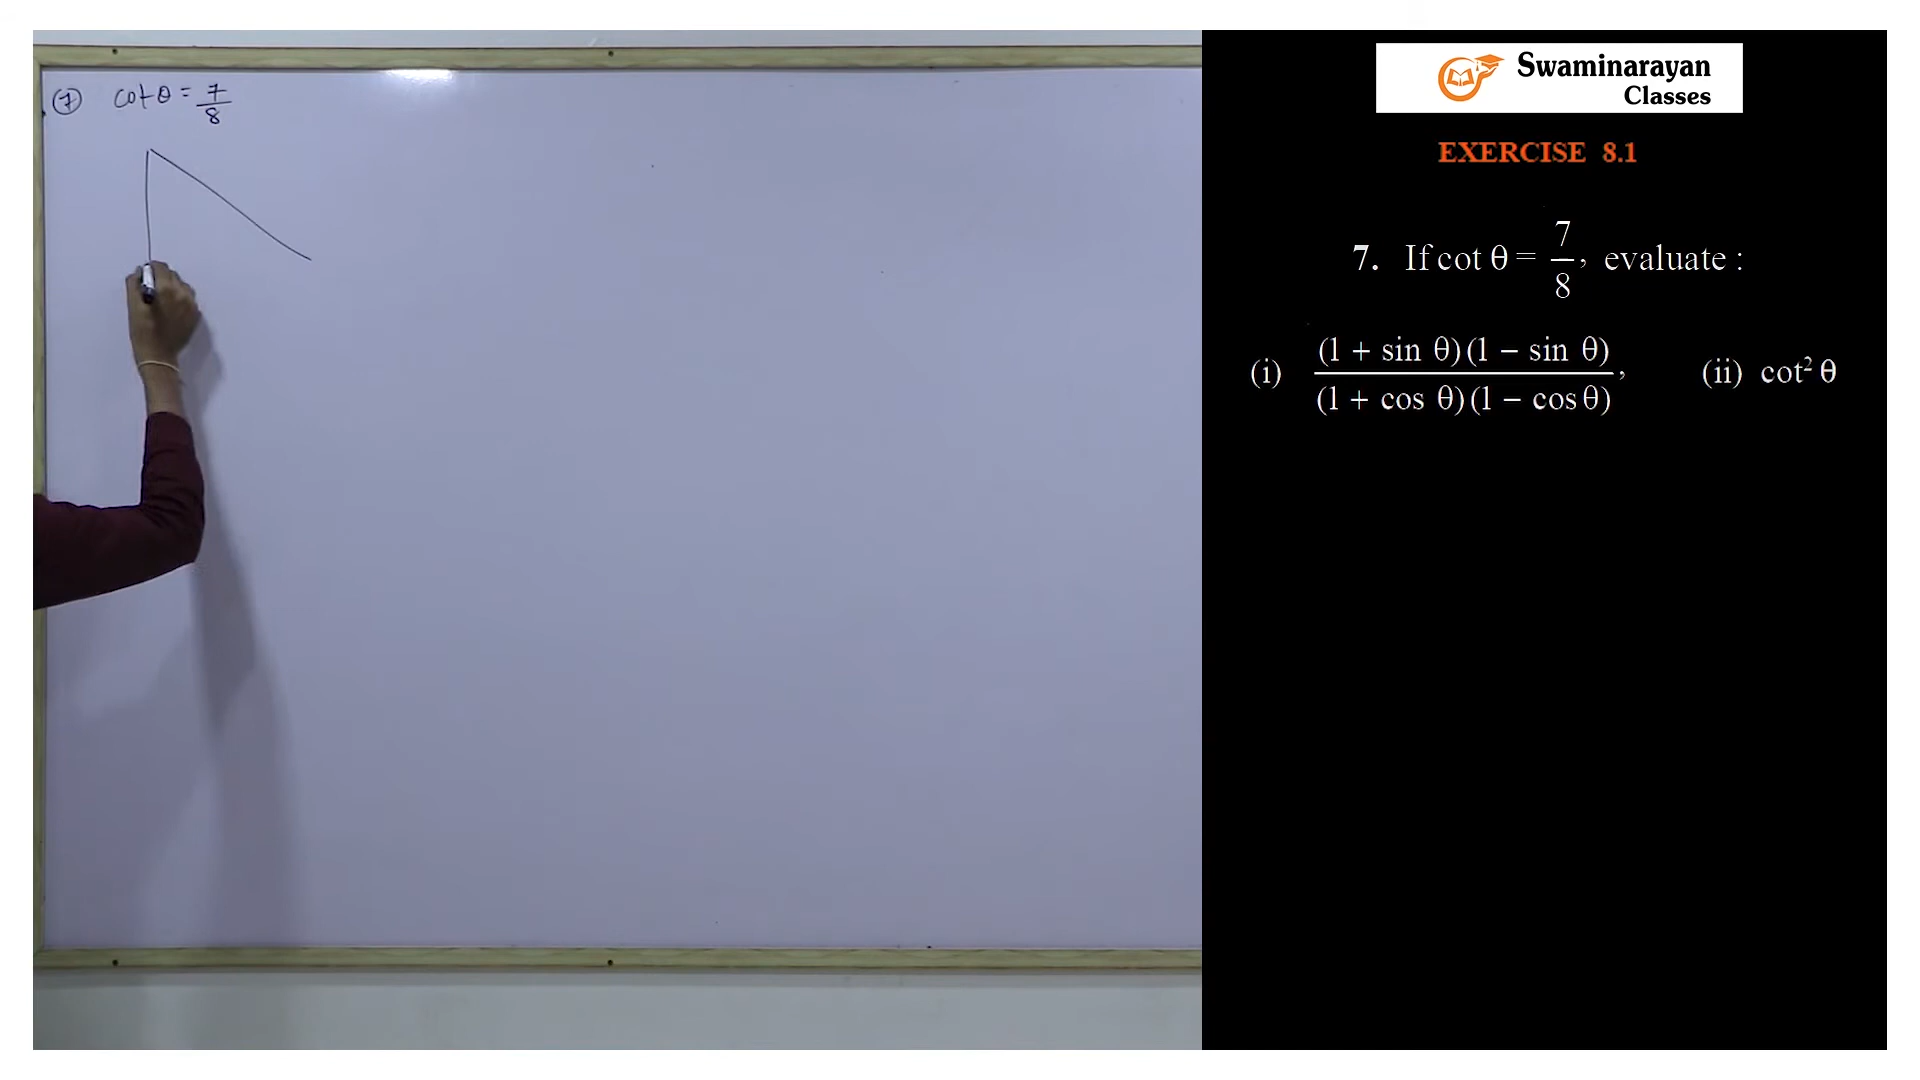 (7) cot θ = 7/8
Swaminarayan
Classes
EXERCISE 8.1
7. If cot θ = 7/8, evaluate :
(i) (1 + sin θ)(1 − sin θ)/(1 + cos θ)(1 − cos θ), (ii) cot² θ